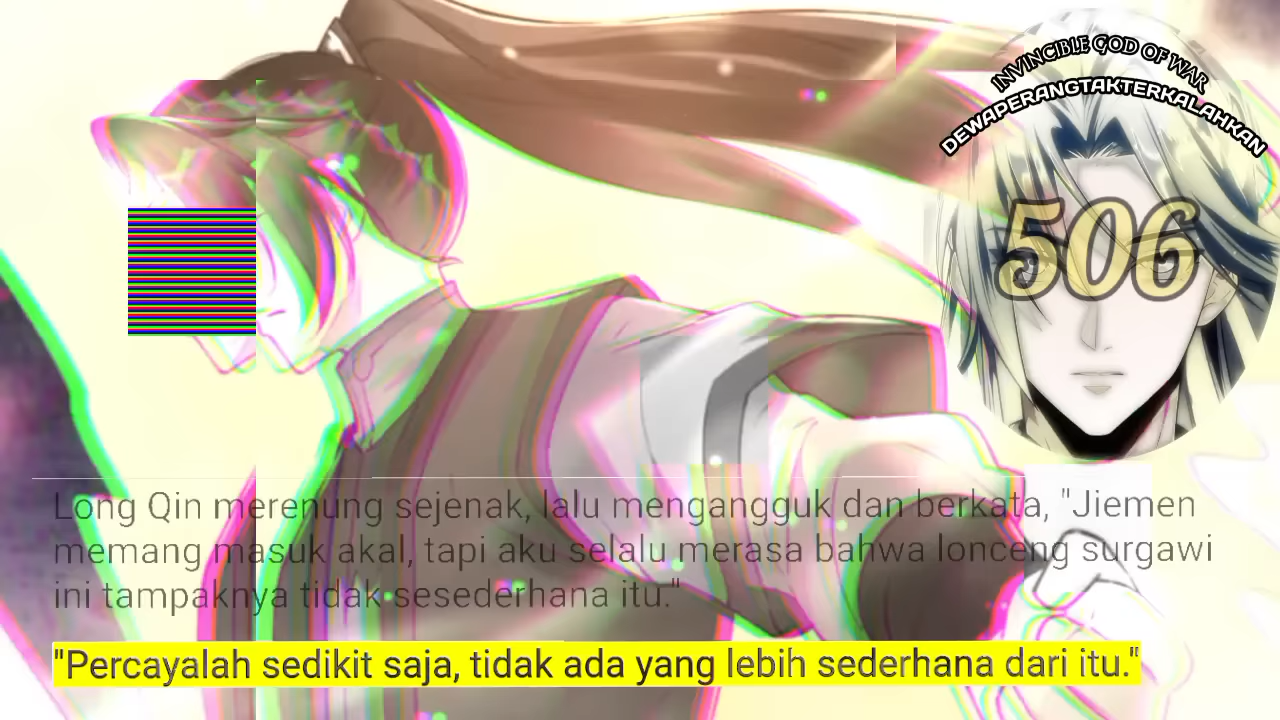 INVINCIBLE GOD OF WAR
DEWAPERANGTAKTERKALAHKAN
506
Long Qin merenung sejenak, lalu mengangguk dan berkata, "Jiemen
memang masuk akal, tapi aku selalu merasa bahwa lonceng surgawi
ini tampaknya tidak sesederhana itu."
"Percayalah sedikit saja, tidak ada yang lebih sederhana dari itu."